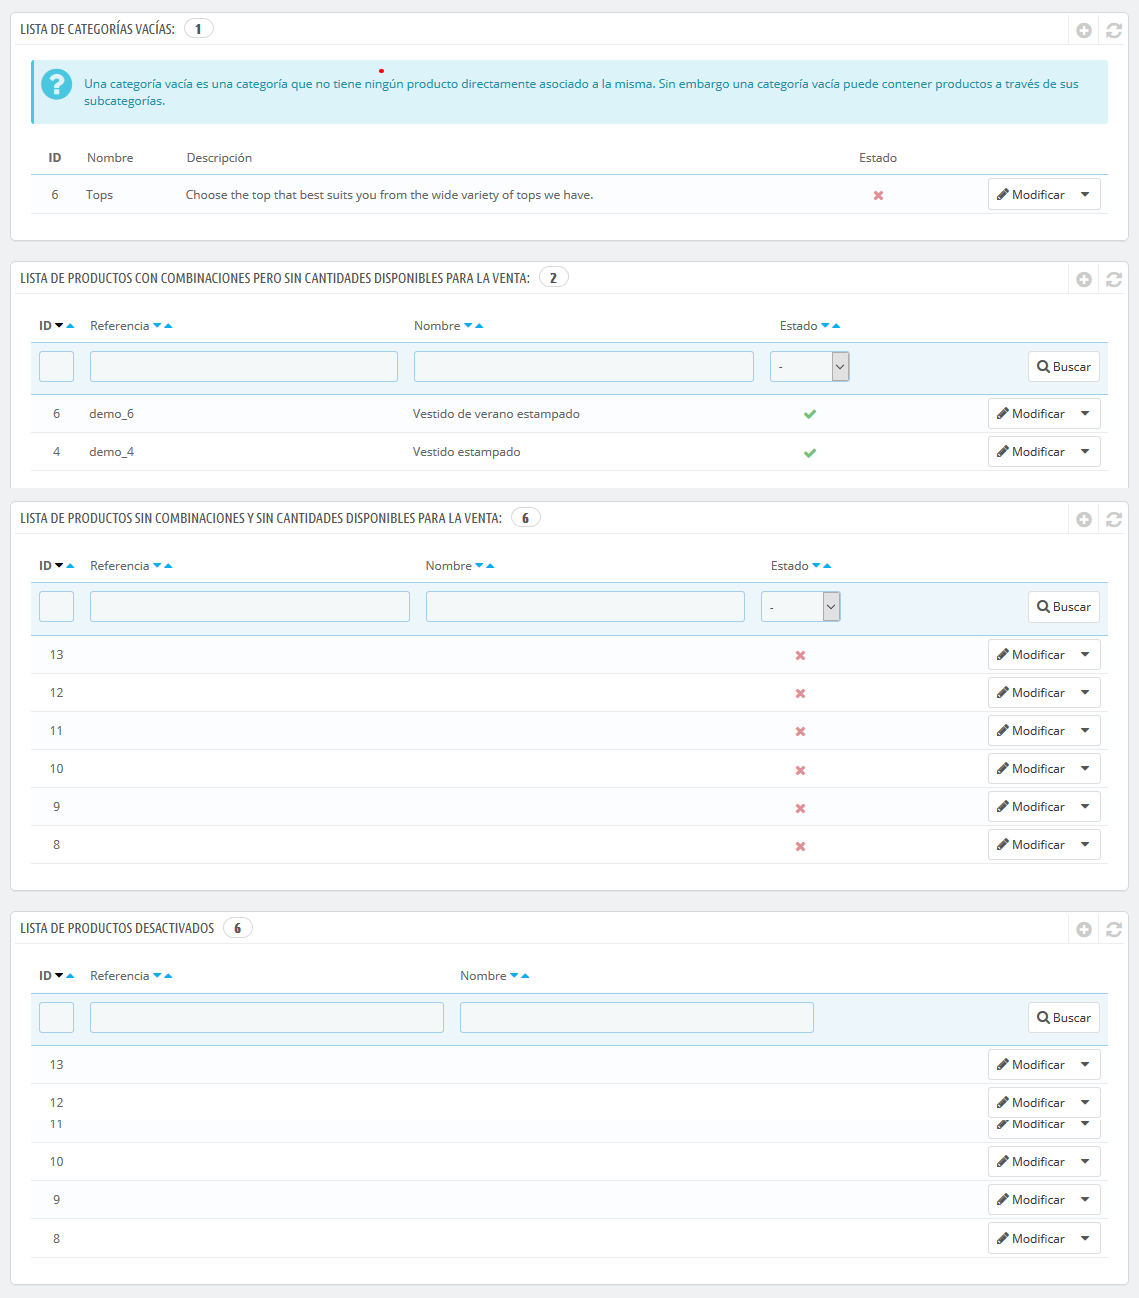 LISTA DE CATEGORÍAS VACÍAS: 1
Una categoría vacía es una categoría que no tiene ningún producto directamente asociado a la misma. Sin embargo una categoría vacía puede contener productos a través de sus
subcategorías.
ID Nombre Descripción Estado
6 Tops Choose the top that best suits you from the wide variety of tops we have. Modificar
LISTA DE PRODUCTOS CON COMBINACIONES PERO SIN CANTIDADES DISPONIBLES PARA LA VENTA: 2
ID Referencia Nombre Estado
- Buscar
6 demo_6 Vestido de verano estampado Modificar
4 demo_4 Vestido estampado Modificar
LISTA DE PRODUCTOS SIN COMBINACIONES Y SIN CANTIDADES DISPONIBLES PARA LA VENTA: 6
ID Referencia Nombre Estado
- Buscar
13 Modificar
12 Modificar
11 Modificar
10 Modificar
9 Modificar
8 Modificar
LISTA DE PRODUCTOS DESACTIVADOS 6
ID Referencia Nombre
Buscar
13 Modificar
12 Modificar
11 Modificar
10 Modificar
9 Modificar
8 Modificar